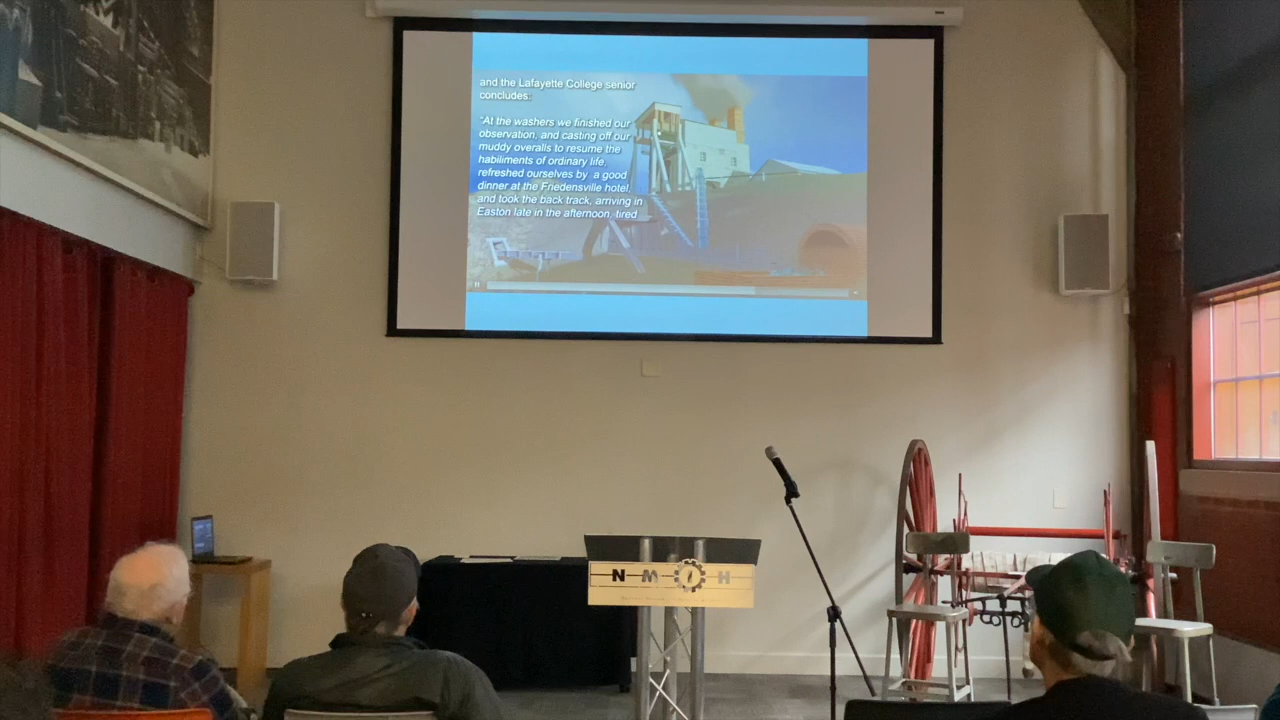 and the Lafayette College senior
concludes:
"At the washers we finished our
observation, and casting off our
muddy overalls to resume the
habiliments of ordinary life,
refreshed ourselves by a good
dinner at the Friedensville hotel,
and took the back track, arriving in
Easton late in the afternoon, tired
N M I H